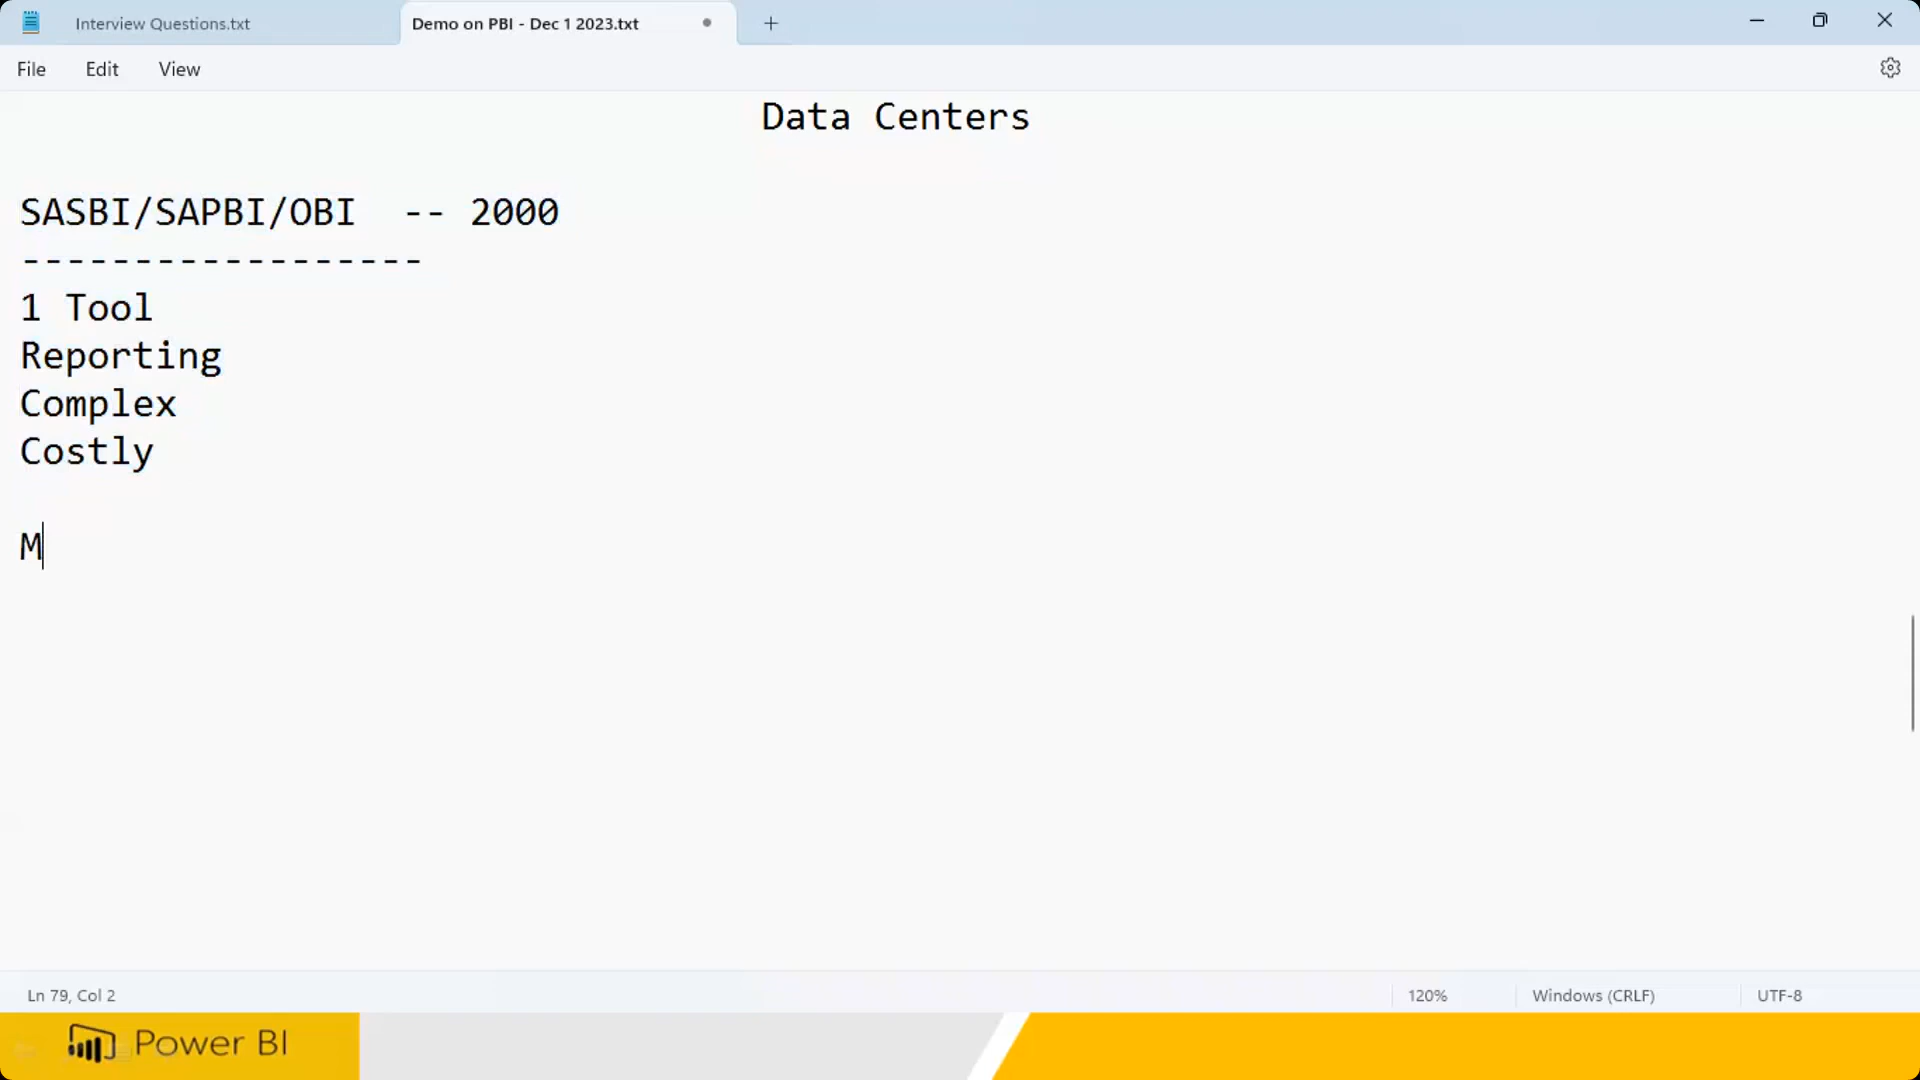 Interview Questions.txt
Demo on PBI - Dec 1 2023.txt
File Edit View
Data Centers
SASBI/SAPBI/OBI  -- 2000
------------------
1 Tool
Reporting
Complex
Costly
M
Ln 79, Col 2
120%
Windows (CRLF)
UTF-8
Power BI